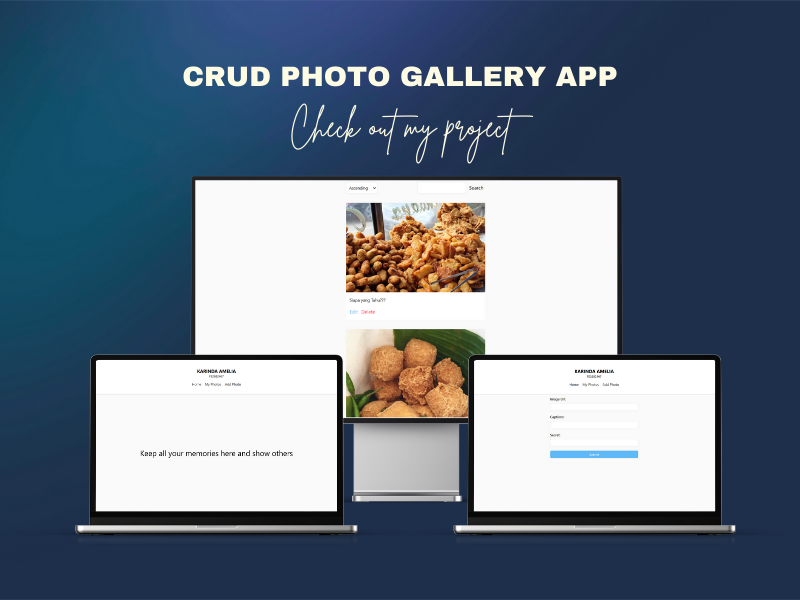 CRUD PHOTO GALLERY APP
Check out my project
Ascending
Search
Siapa yang Tahu???
Edit Delete
KARINDA AMELIA
Home My Photos Add Photo
Keep all your memories here and show others
KARINDA AMELIA
Home My Photos Add Photo
Image Url:
Captions:
Secret:
Submit